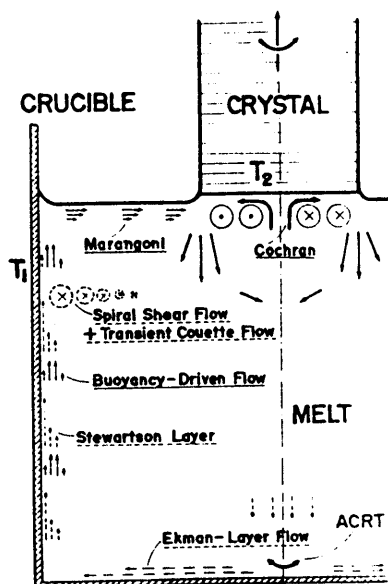 CRUCIBLE
CRYSTAL
T2
Marangoni
Cochran
T1
Spiral Shear Flow
+ Transient Couette Flow
Buoyancy-Driven Flow
MELT
Stewartson Layer
ACRT
Ekman-Layer Flow